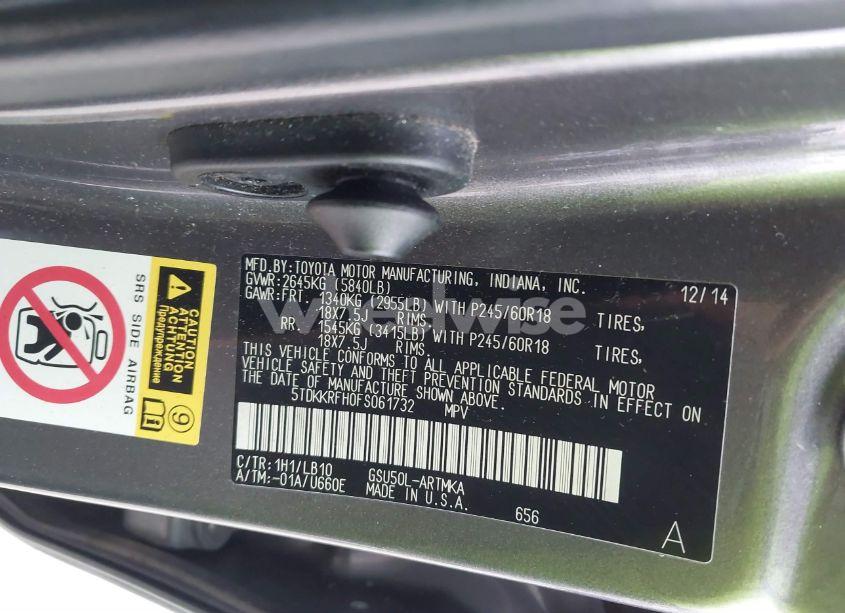 SRS SIDE AIRBAG
CAUTION
ATTENTION
ACHTUNG
Предупреждение
9
wheelwise
MFD.BY:TOYOTA MOTOR MANUFACTURING, INDIANA, INC. 12/14
GVWR:2645KG (5840LB)
GAWR:FRT. 1340KG (2955LB) WITH P245/60R18 TIRES,
18X7.5J RIMS,
RR. 1545KG (3415LB) WITH P245/60R18 TIRES,
18X7.5J RIMS.
THIS VEHICLE CONFORMS TO ALL APPLICABLE FEDERAL MOTOR
VEHICLE SAFETY AND THEFT PREVENTION STANDARDS IN EFFECT ON
THE DATE OF MANUFACTURE SHOWN ABOVE.
5TDKKRFH0FS061732 MPV
C/TR:1H1/LB10 GSU50L-ARTMKA
A/TM:-01A/U660E MADE IN U.S.A.
656
A